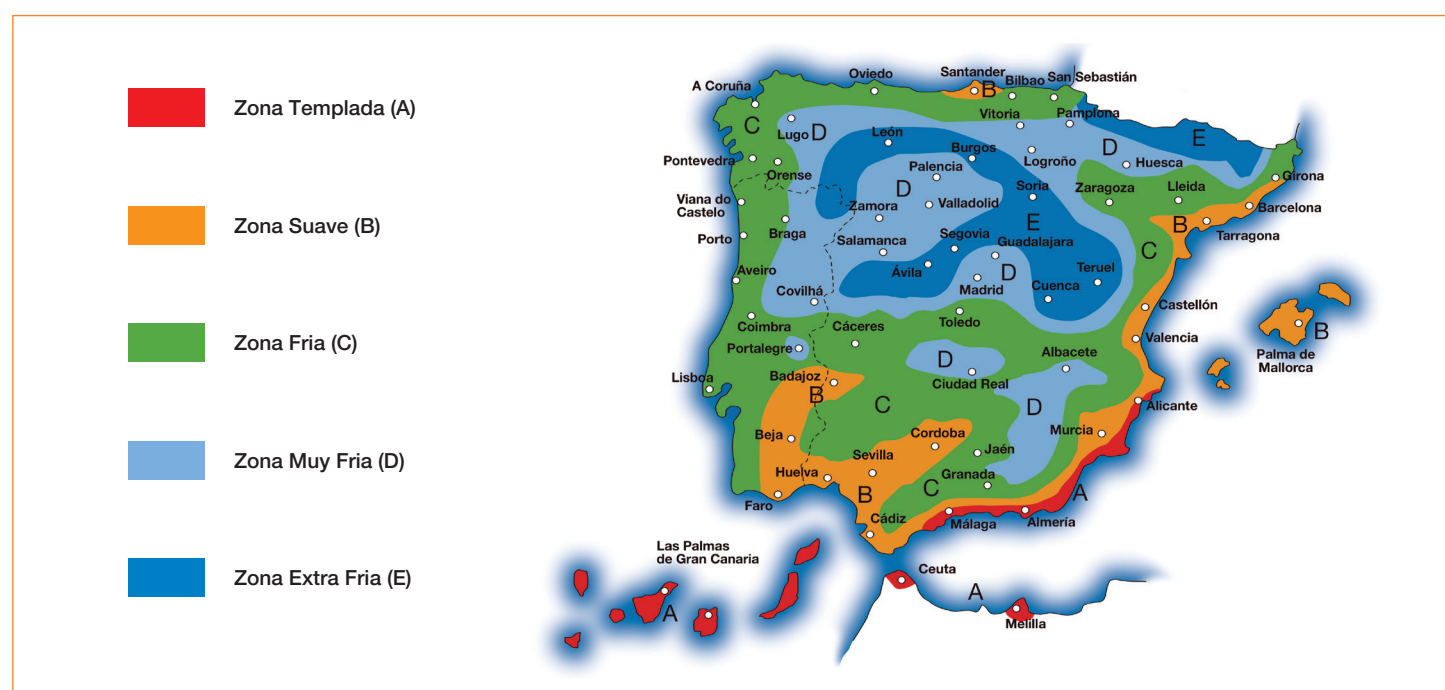 Zona Templada (A)
Zona Suave (B)
Zona Fria (C)
Zona Muy Fria (D)
Zona Extra Fria (E)
A Coruña
Oviedo
Santander
Bilbao
San Sebastián
B
C
Lugo
D
León
Vitoria
Pamplona
E
Pontevedra
Orense
Burgos
Palencia
Logroño
D
Huesca
Girona
Viana do
Castelo
Zamora
D
Valladolid
Soria
Zaragoza
Lleida
Barcelona
Porto
Braga
Salamanca
Segovia
E
Guadalajara
B
Tarragona
Aveiro
Ávila
Madrid
D
Cuenca
Teruel
C
Covilhá
Castellón
Coimbra
Cáceres
Toledo
Valencia
B
Palma de
Mallorca
Portalegre
D
Ciudad Real
Albacete
Lisboa
Badajoz
B
C
D
Alicante
Beja
Sevilla
Cordoba
Jaén
Murcia
Huelva
Granada
Faro
B
C
A
Cádiz
Málaga
Almería
Las Palmas
de Gran Canaria
A
Ceuta
A
Melilla